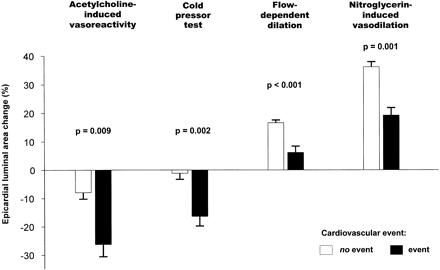 Acetylcholine-
induced
vasoreactivity
Cold
pressor
test
Flow-
dependent
dilation
Nitroglycerin-
induced
vasodilation
Epicardial luminal area change (%)
40
30
20
10
0
-10
-20
-30
p = 0.009
p = 0.002
p < 0.001
p = 0.001
Cardiovascular event:
no event
event